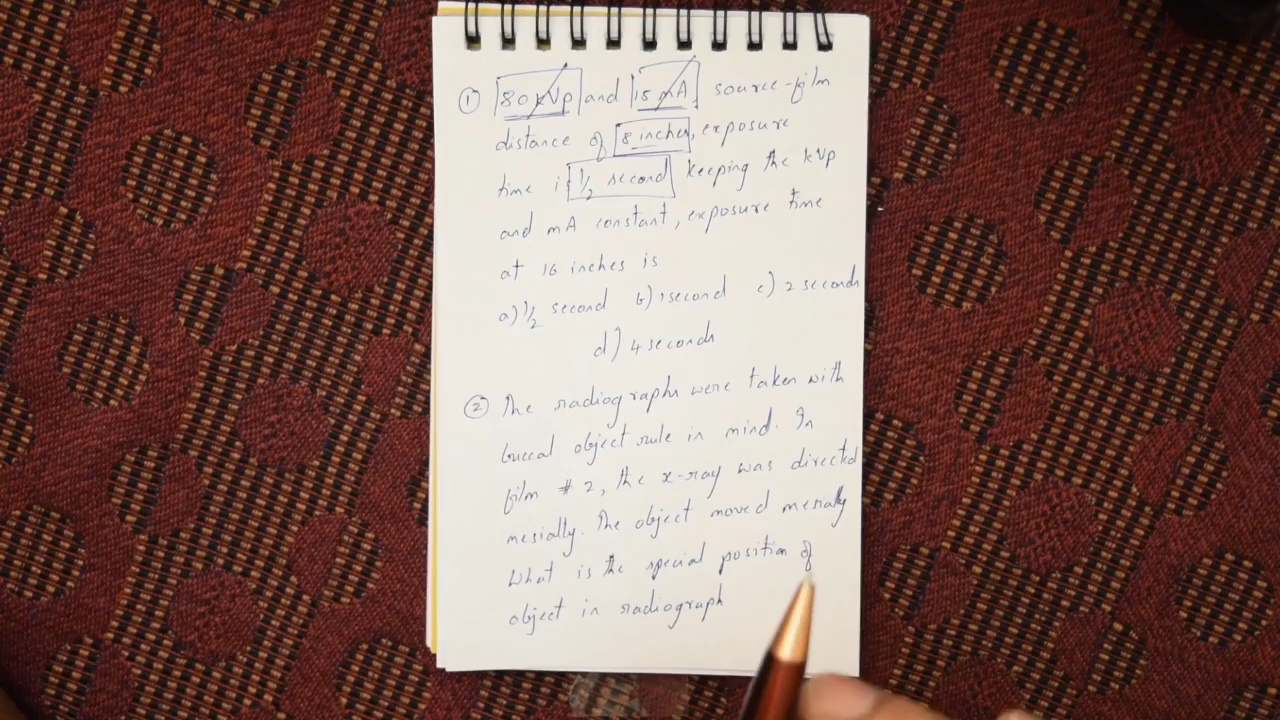 ① 80 kVp and 15 mA. source-film
distance of 8 inches, exposure
time is 1/2 second keeping the kVp
and mA constant, exposure time
at 16 inches is
a) 1/2 second b) 1 second c) 2 seconds
d) 4 seconds
② The radiographs were taken with
buccal object rule in mind. In
film # 2, the x-ray was directed
mesially. The object moved mesially
What is the special position of
object in radiograph